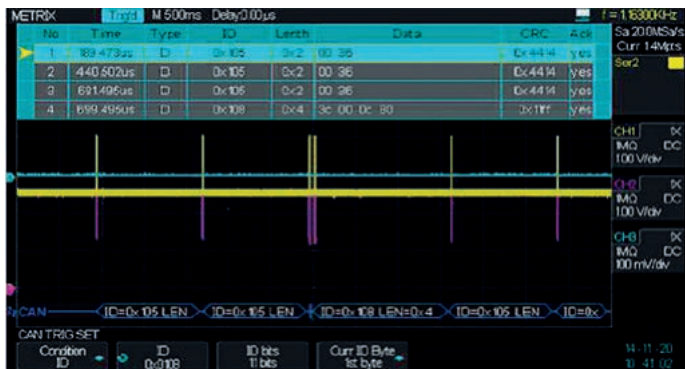 METRIX Trig'd M 500ms Delay:0.00µs f = 1.16300KHz
No Time Type ID Lenth Data CRC Ack
1 189.473us D 0x105 0x2 00 36 0x4414 yes
2 440.502us D 0x105 0x2 00 36 0x4414 yes
3 691.495us D 0x105 0x2 00 36 0x4414 yes
4 699.495us D 0x108 0x4 3c 00 0c 80 yes
Sa 20.0MSa/s
Curr 14Mpts
Ser2
CH1 1X
1MΩ DC
1.00 V/div
CH2 1X
1MΩ DC
1.00 V/div
CH3 1X
1MΩ DC
100 mV/div
CAN ID=0x105 LEN ID=0x105 LEN ID=0x108 LEN=0x4 ID=0x105 LEN ID=0x
CAN TRIG SET
Condition ID
ID 0x0108
ID bits 11 bits
Curr ID Byte 1st byte
14-11-20
18:41:02